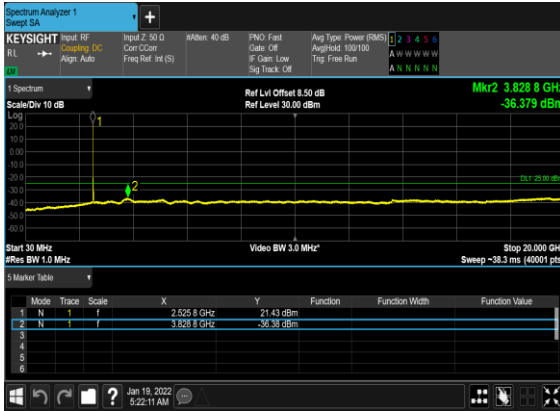 Spectrum Analyzer 1
Swept SA
+
KEYSIGHT Input: RF Input Z: 50 Ω #Atten: 40 dB PNO: Fast Avg Type: Power (RMS) 1 2 3 4 5 6
RL Coupling: DC Corr CCorr Gate: Off Avg|Hold: 100/100 A W W W W W
Align: Auto Freq Ref: Int (S) IF Gain: Low Trig: Free Run
Sig Track: Off A N N N N N
1 Spectrum Ref Lvl Offset 8.50 dB Mkr2 3.828 8 GHz
Scale/Div 10 dB Ref Level 30.00 dBm -36.379 dBm
Log
1
20.0
10.0
0.00
-10.0
-20.0
DL1 -25.00 dBm
-30.0
2
-40.0
-50.0
-60.0
Start 30 MHz Video BW 3.0 MHz* Stop 20.000 GHz
#Res BW 1.0 MHz Sweep ~38.3 ms (40001 pts)
5 Marker Table
Mode Trace Scale X Y Function Function Width Function Value
1 N 1 f 2.525 8 GHz 21.43 dBm
2 N 1 f 3.828 8 GHz -36.38 dBm
3
4
5
6
? Jan 19, 2022
5:22:11 AM